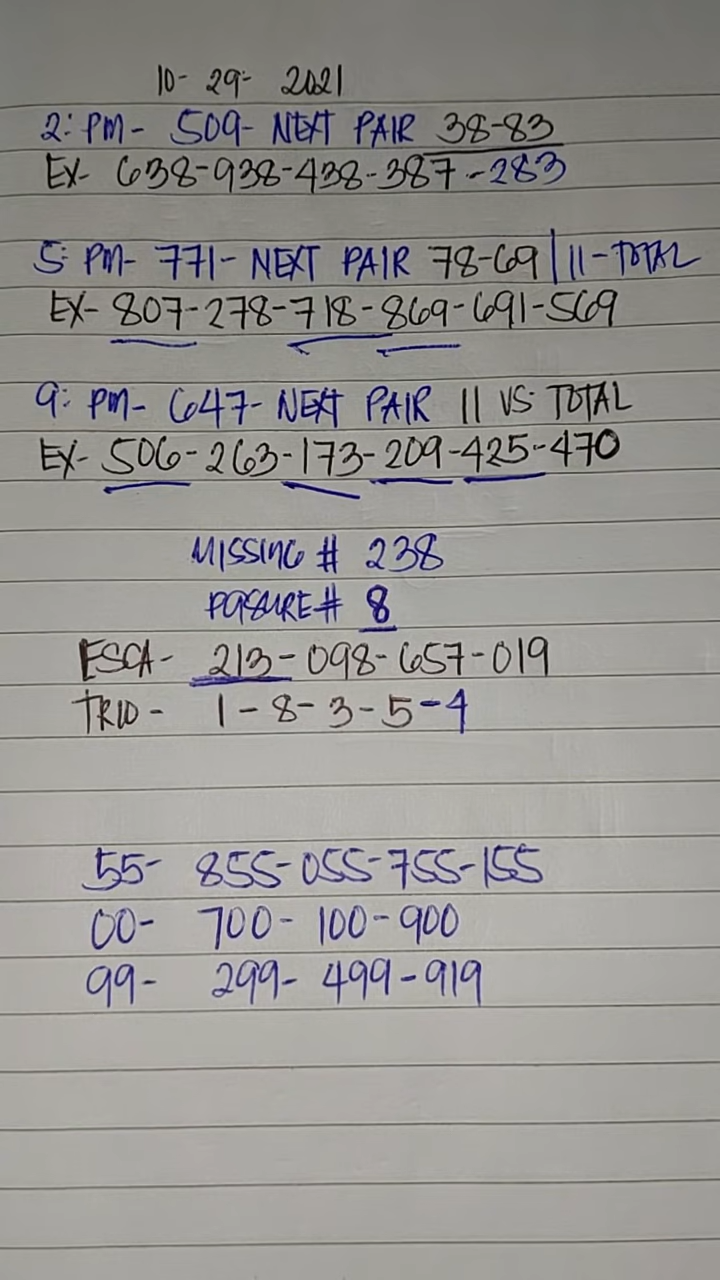 10- 29- 2021
2: PM- 509- NEXT PAIR 38-83
EX- 638-938-438-387-283
5: PM- 771- NEXT PAIR 78-69 | 11-TOTAL
EX- 807-278-718-869-691-569
9: PM- 647- NEXT PAIR 11 VS TOTAL
EX- 506-263-173-209-425-470
MISSING # 238
POSURE# 8
ESCA- 213-098-657-019
TRIO- 1-8-3-5-4
55- 855-055-755-155
00- 700-100-900
99- 299-499-919